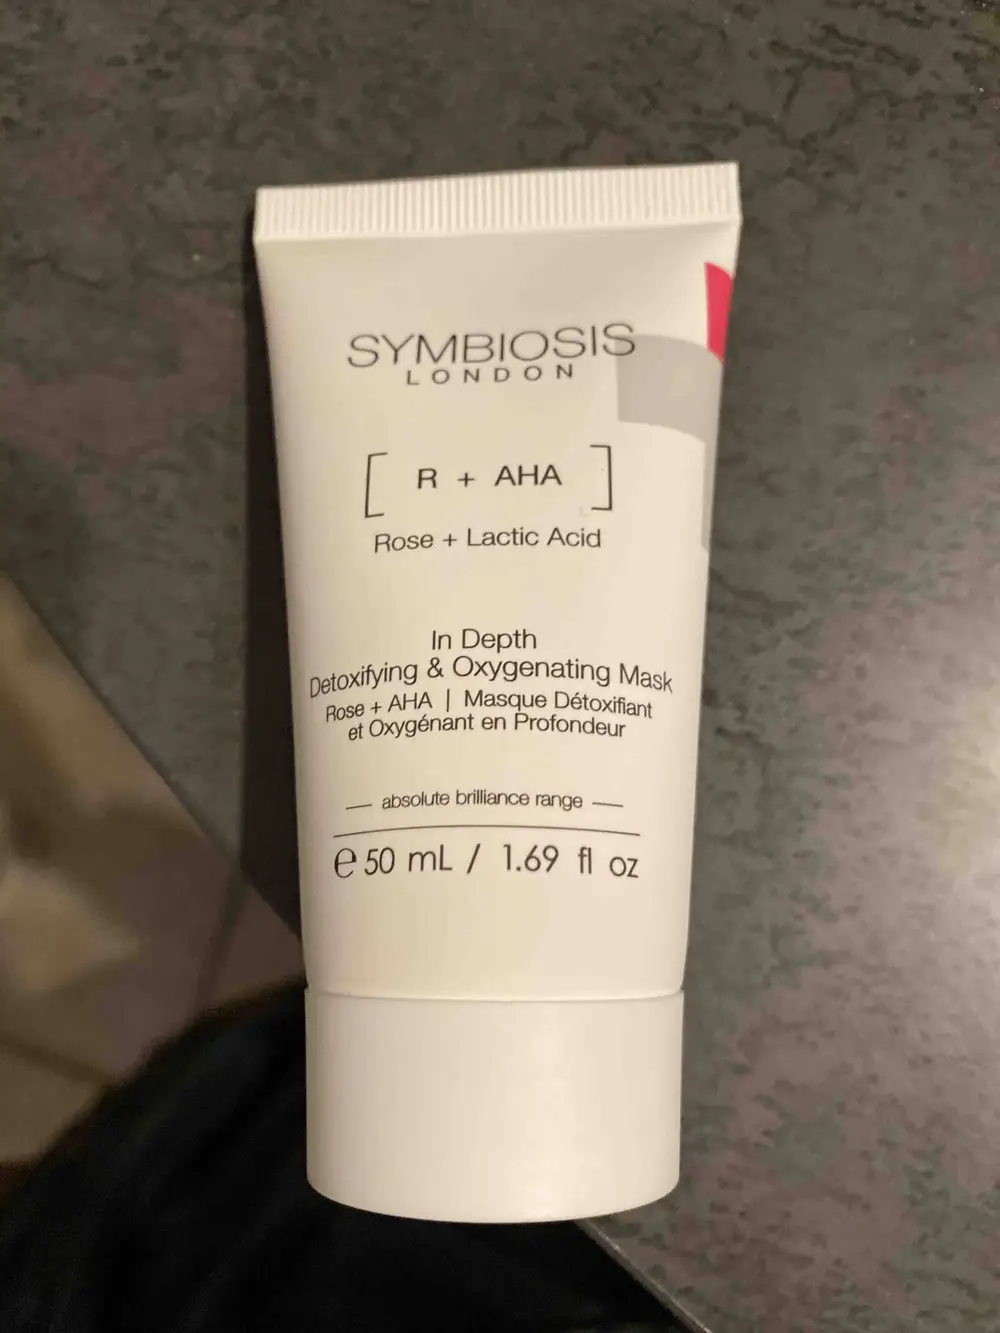 SYMBIOSIS
LONDON
[ R + AHA ]
Rose + Lactic Acid
In Depth
Detoxifying & Oxygenating Mask
Rose + AHA | Masque Détoxifiant
et Oxygénant en Profondeur
— absolute brilliance range —
℮ 50 mL / 1.69 fl oz